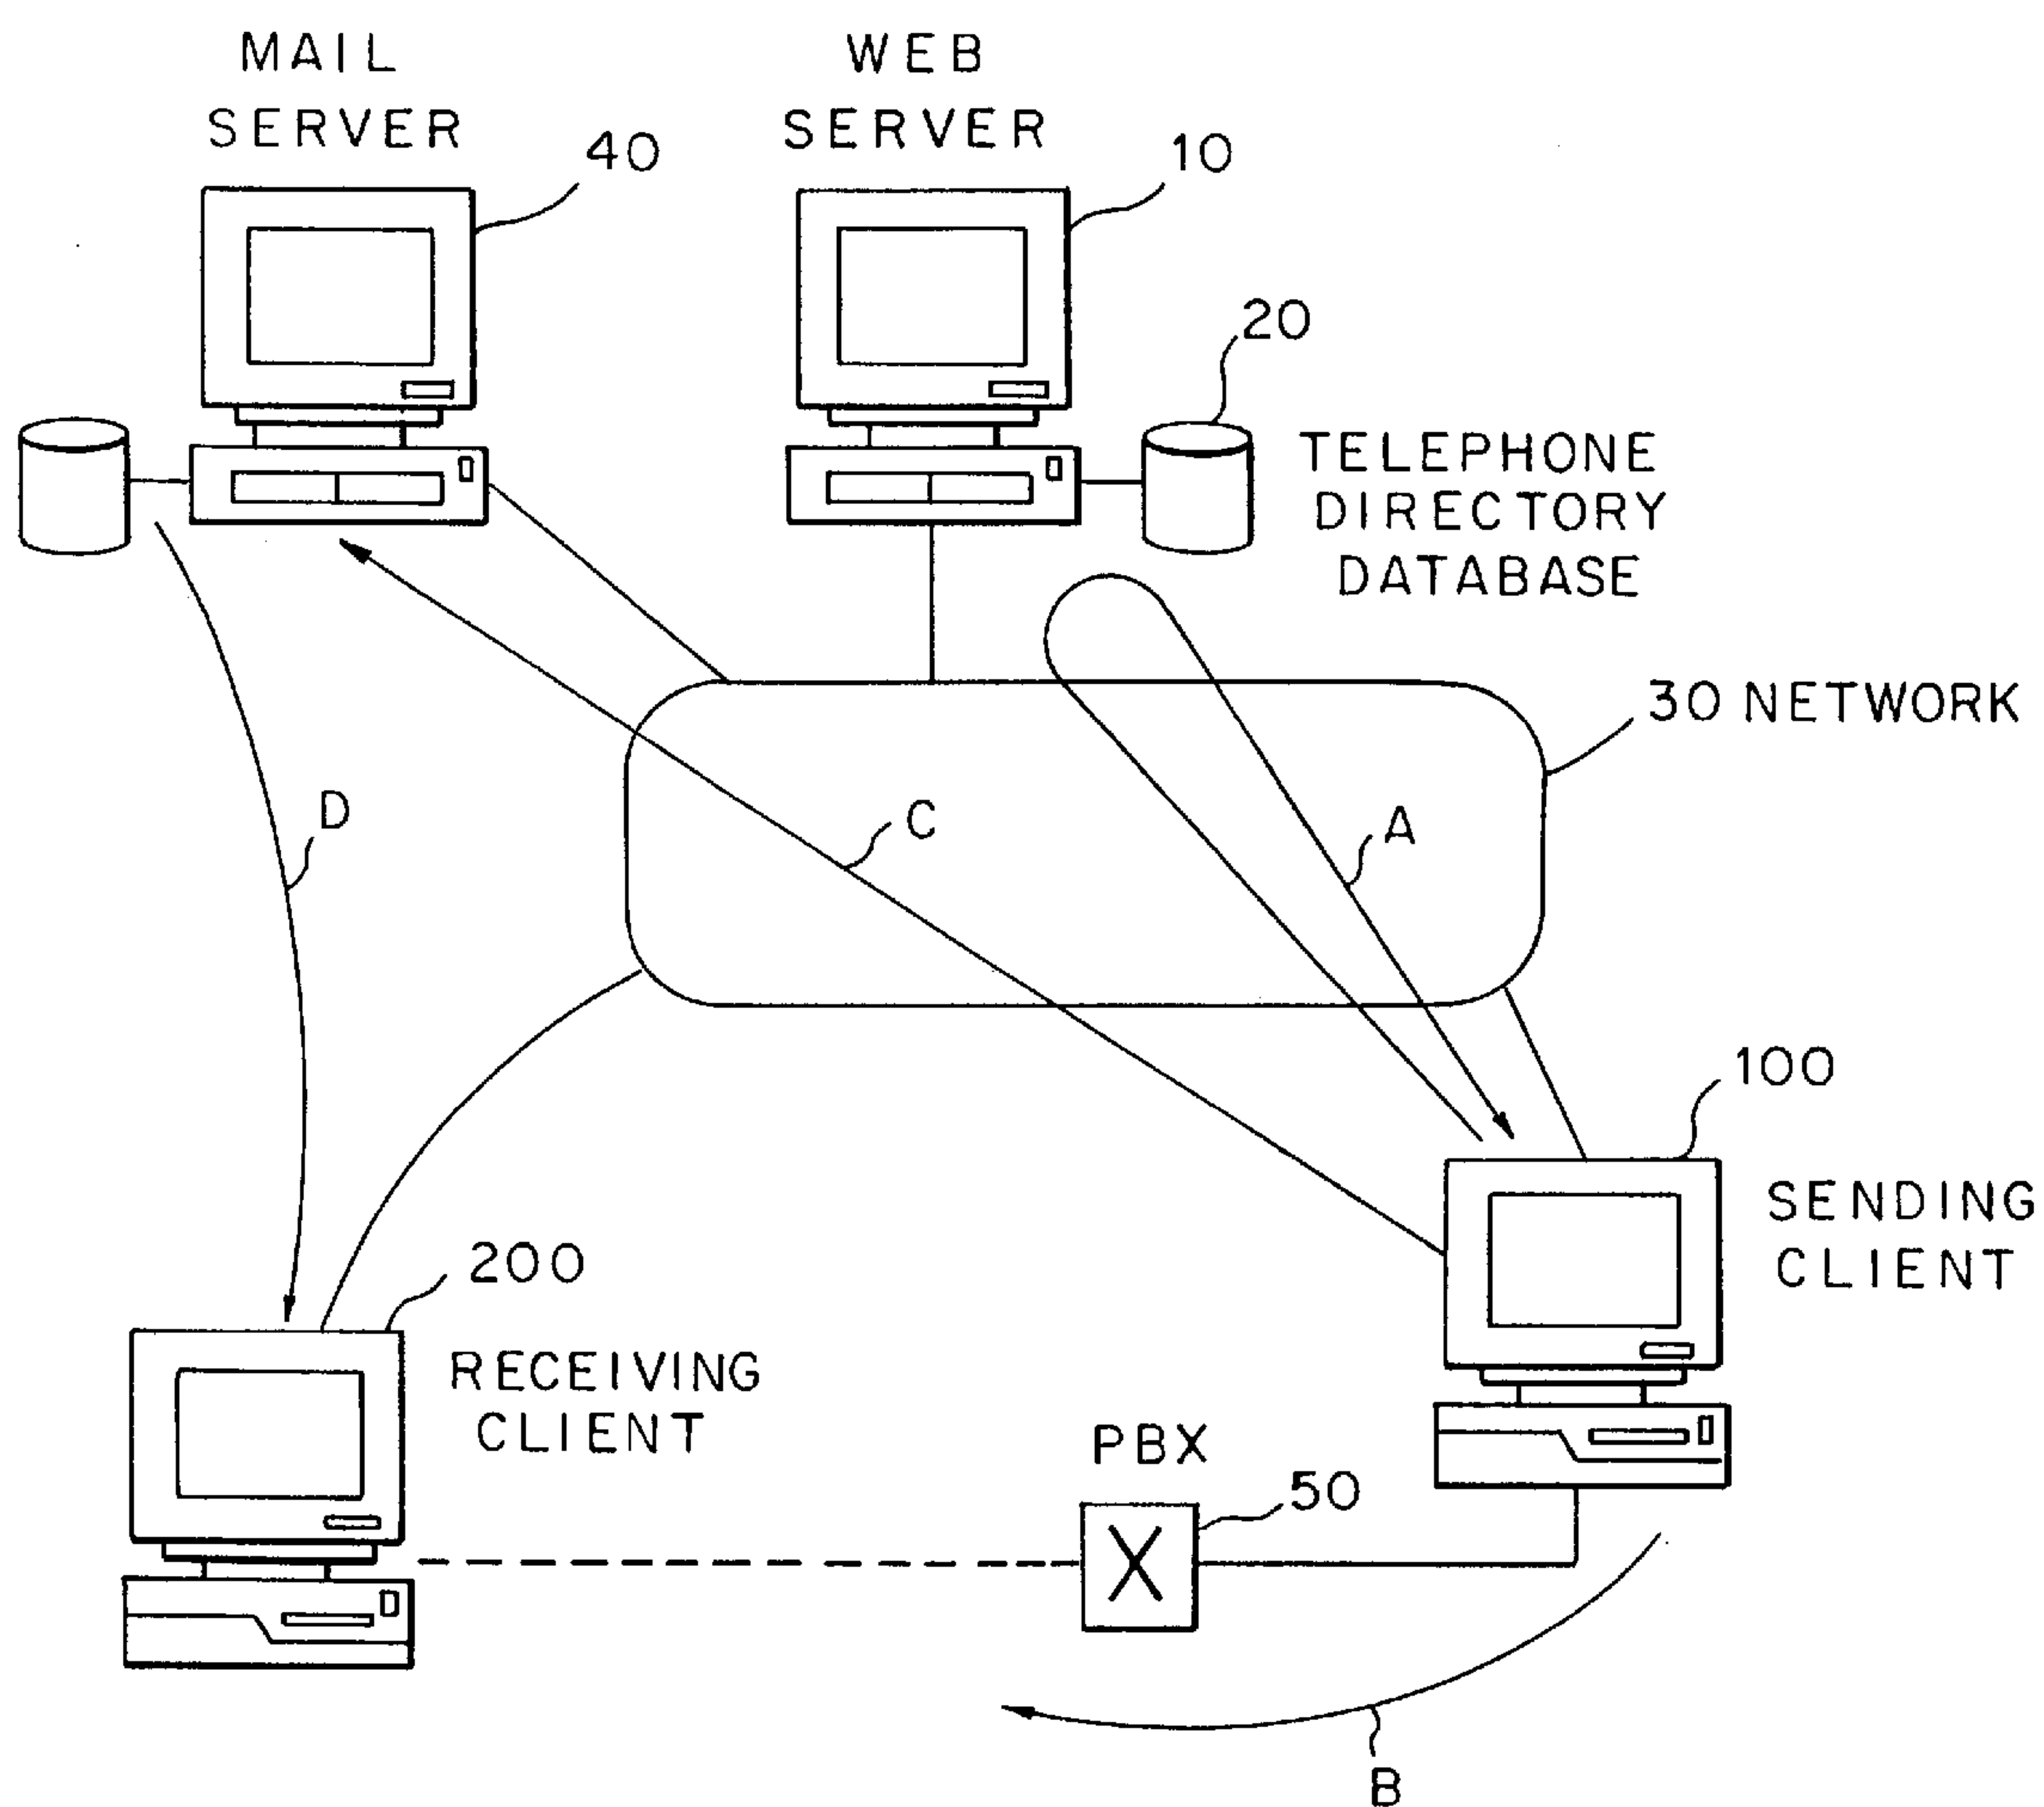 MAIL
SERVER
40
WEB
SERVER
10
20
TELEPHONE
DIRECTORY
DATABASE
30 NETWORK
D
C
A
100
SENDING
CLIENT
200
RECEIVING
CLIENT
PBX
50
X
B